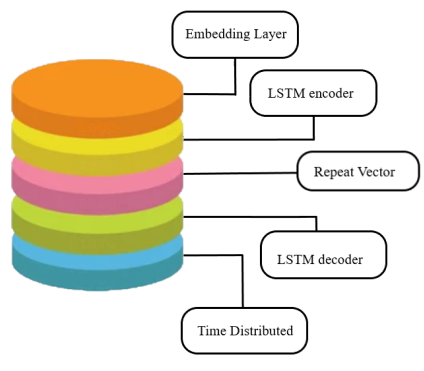 Embedding Layer
LSTM encoder
Repeat Vector
LSTM decoder
Time Distributed